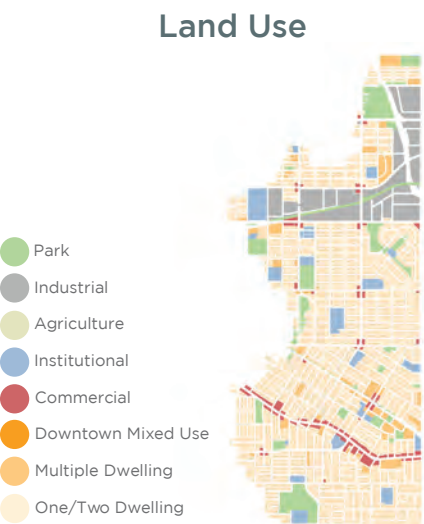 Land Use
Park
Industrial
Agriculture
Institutional
Commercial
Downtown Mixed Use
Multiple Dwelling
One/Two Dwelling